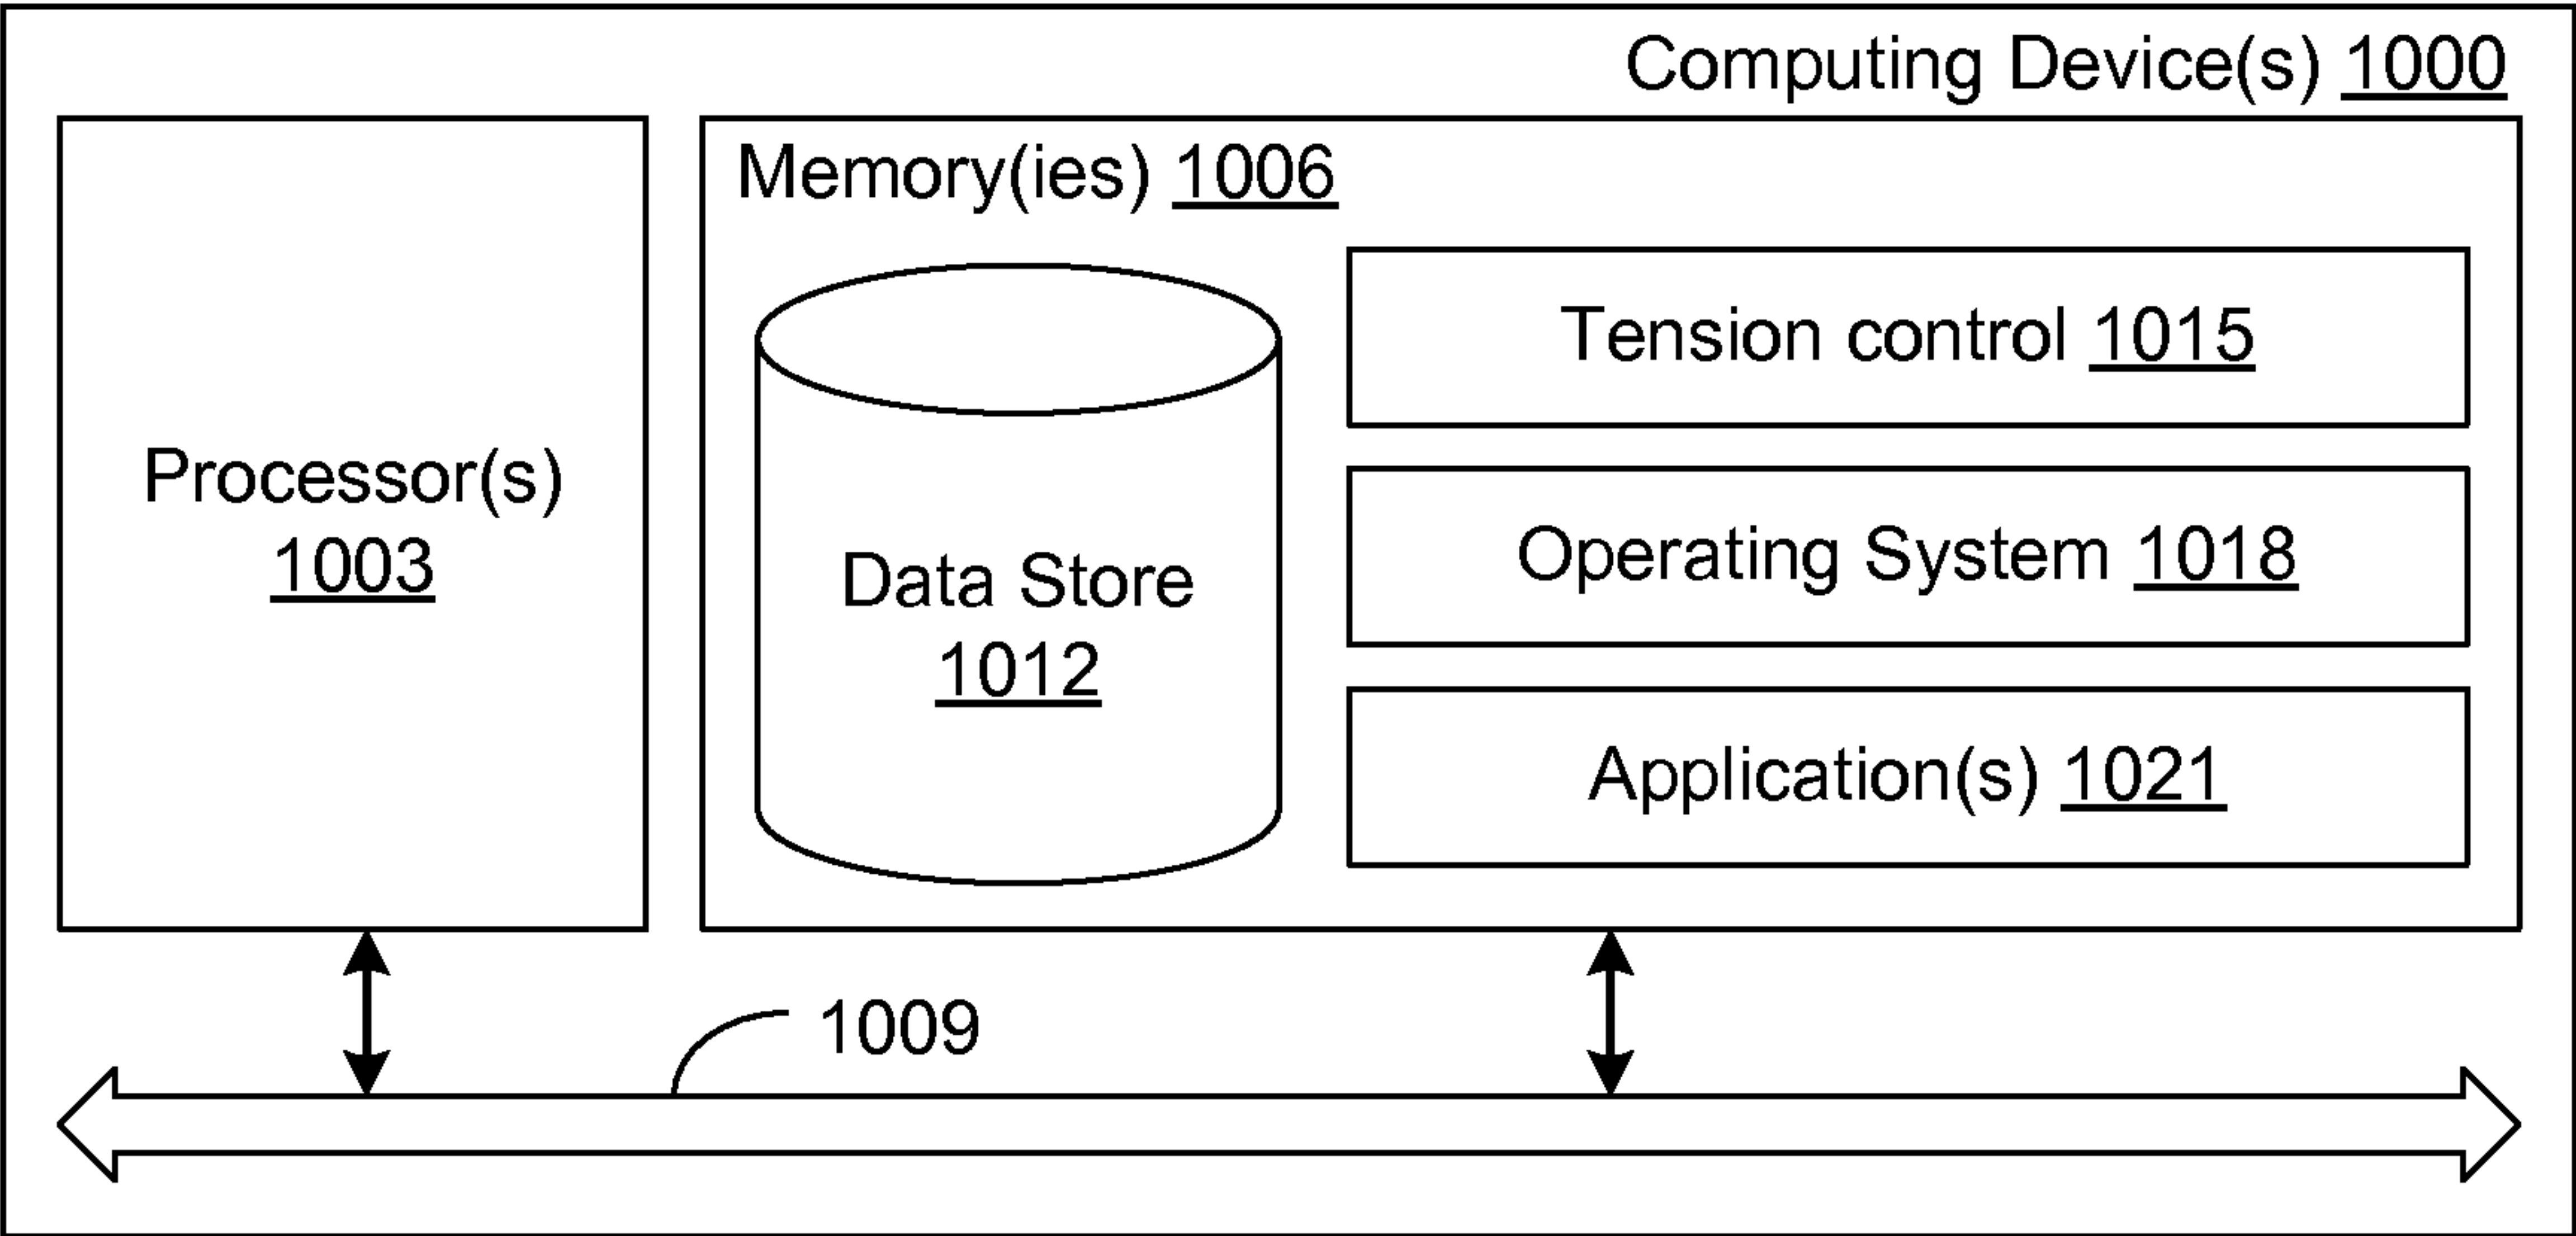 Computing Device(s) 1000
Memory(ies) 1006
Processor(s)
1003
Data Store
1012
Tension control 1015
Operating System 1018
Application(s) 1021
1009